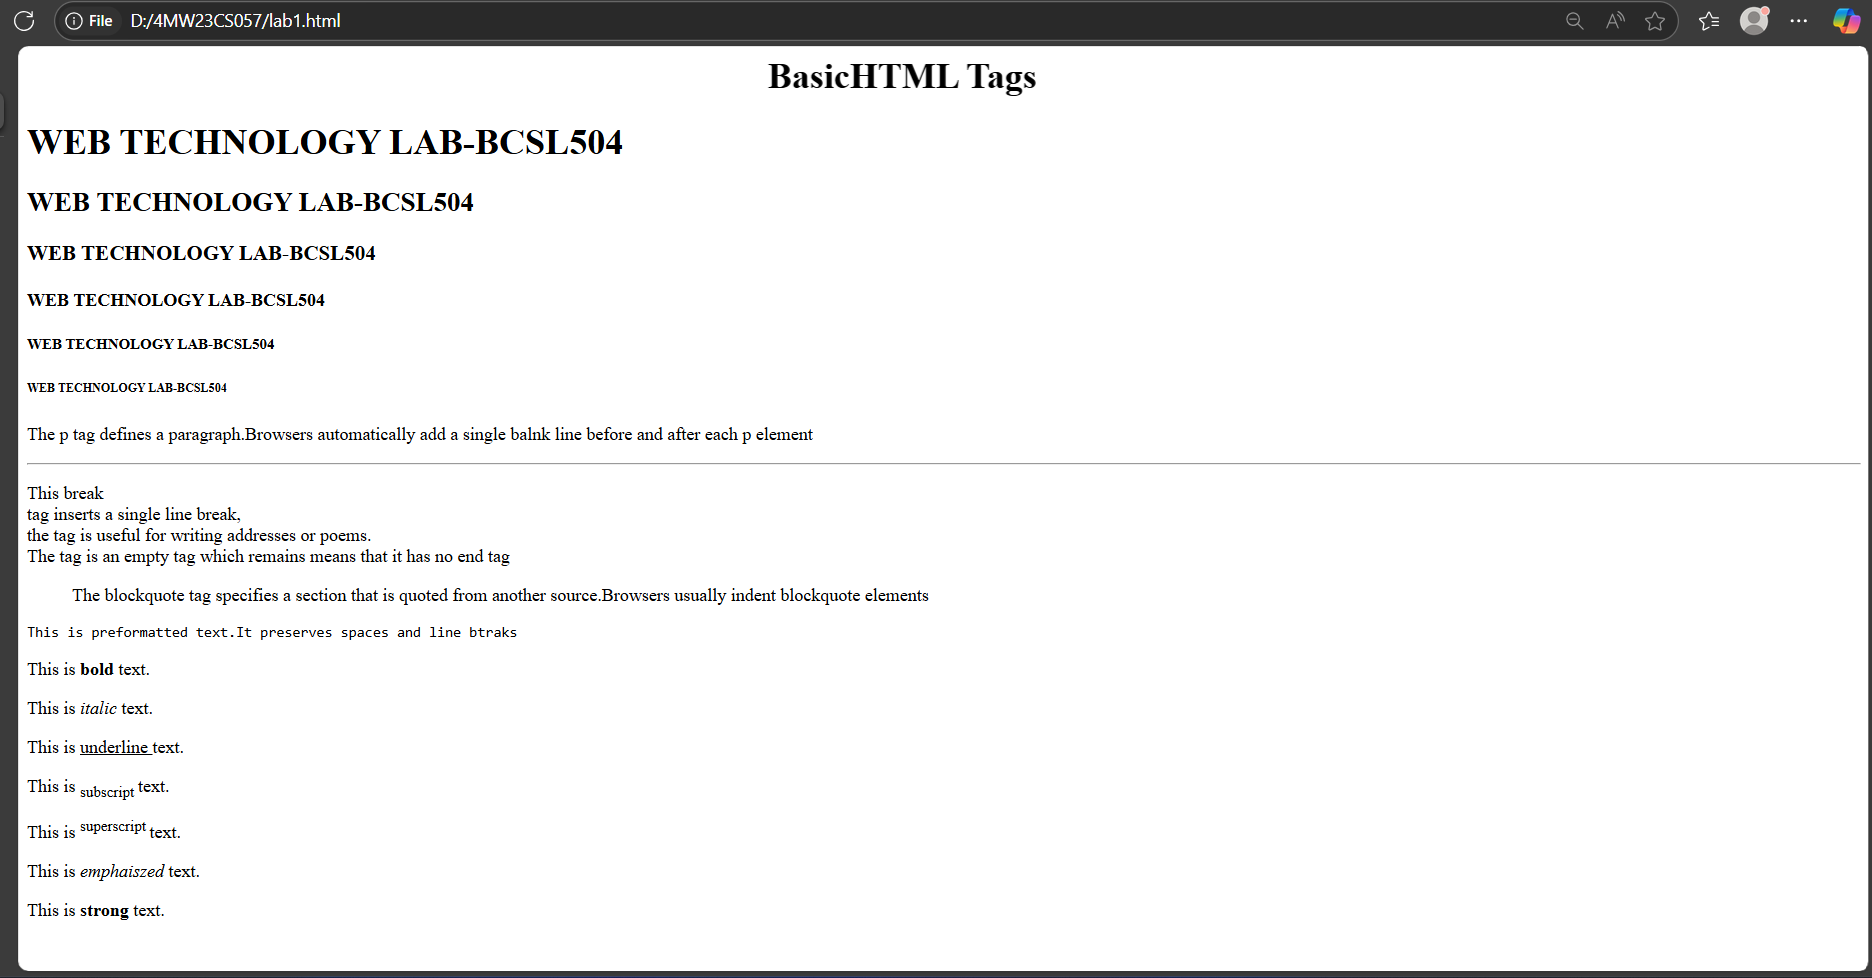 File D:/4MW23CS057/lab1.html
BasicHTML Tags
WEB TECHNOLOGY LAB-BCSL504
WEB TECHNOLOGY LAB-BCSL504
WEB TECHNOLOGY LAB-BCSL504
WEB TECHNOLOGY LAB-BCSL504
WEB TECHNOLOGY LAB-BCSL504
WEB TECHNOLOGY LAB-BCSL504
The p tag defines a paragraph.Browsers automatically add a single balnk line before and after each p element
This break
tag inserts a single line break,
the tag is useful for writing addresses or poems.
The tag is an empty tag which remains means that it has no end tag
The blockquote tag specifies a section that is quoted from another source.Browsers usually indent blockquote elements
This is preformatted text.It preserves spaces and line btraks
This is bold text.
This is italic text.
This is underline text.
This is subscript text.
This is superscript text.
This is emphaiszed text.
This is strong text.